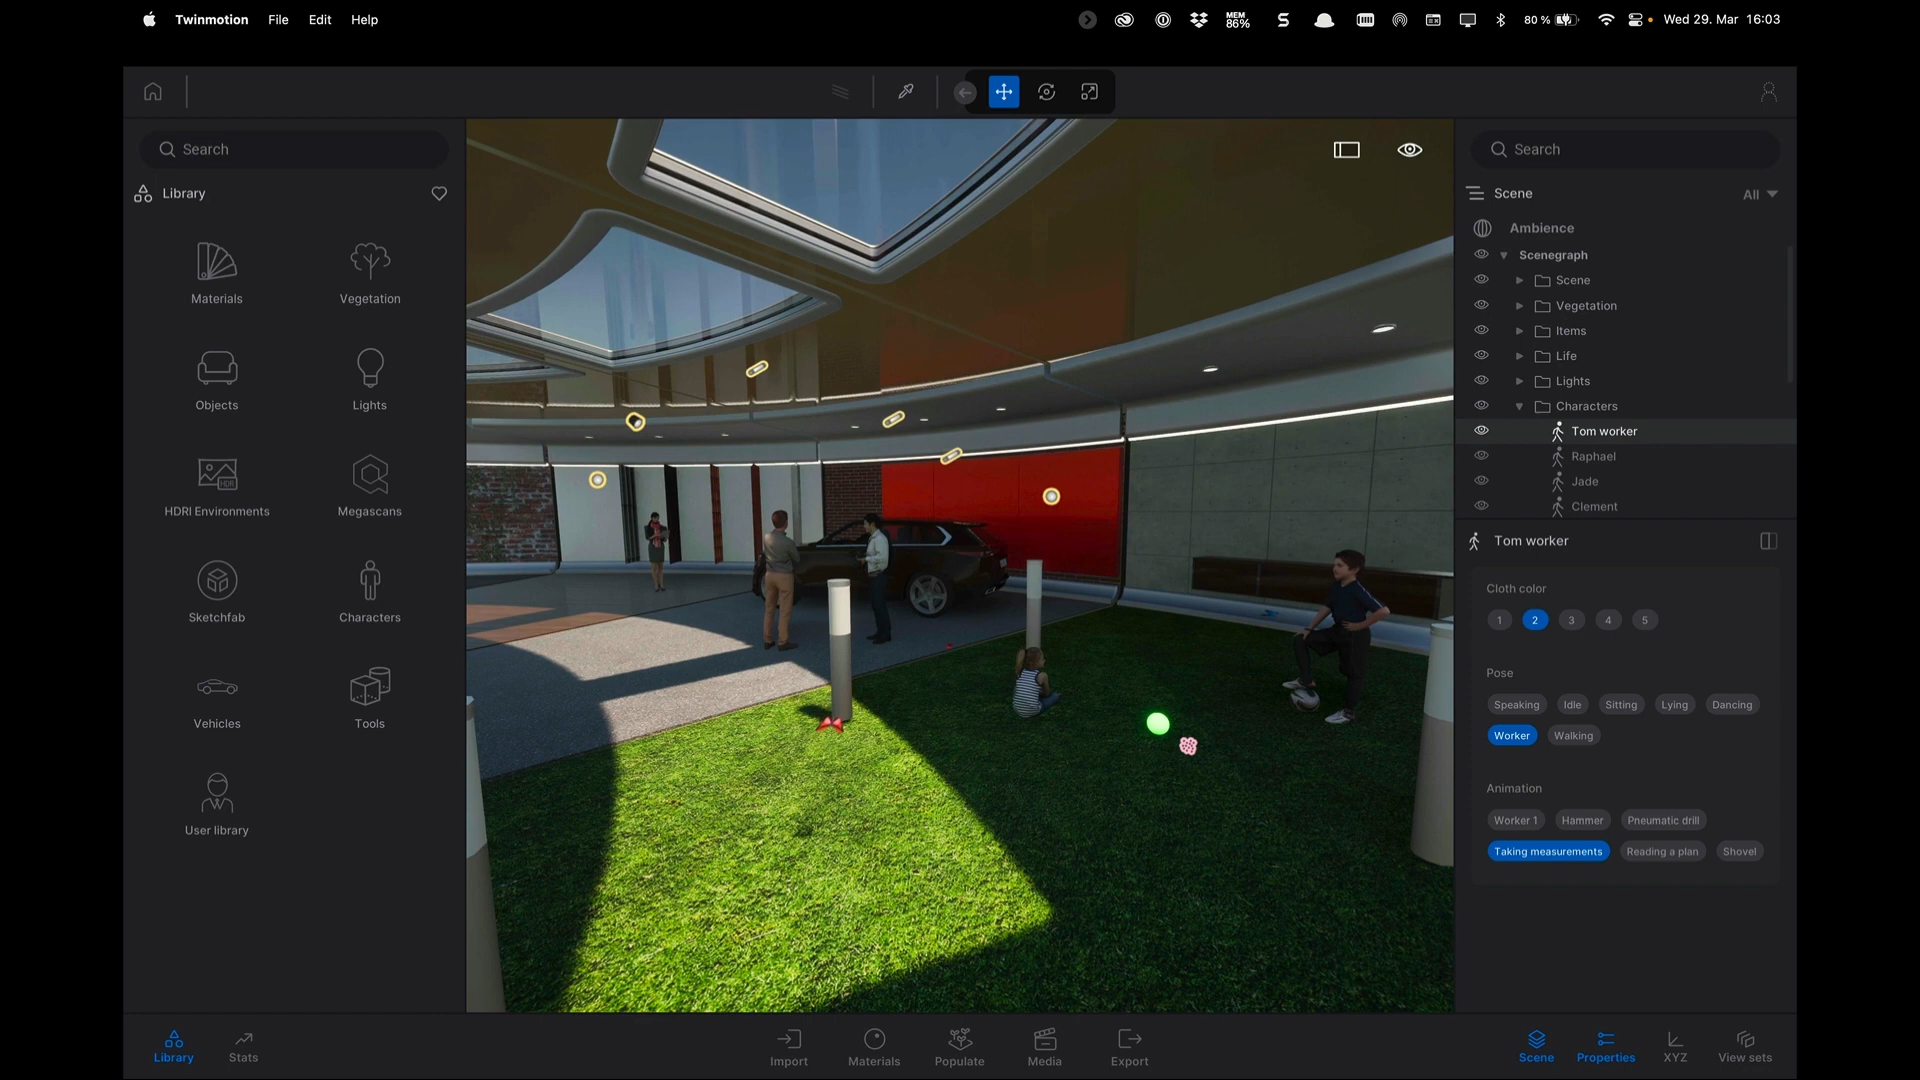 Twinmotion File Edit Help
MEM 86% 80 % Wed 29. Mar 16:03
Search
Library
Materials Vegetation
Objects Lights
HDR
HDRI Environments Megascans
Sketchfab Characters
Vehicles Tools
User library
Search
Scene All
Ambience
Scenegraph
Scene
Vegetation
Items
Life
Lights
Characters
Tom worker
Raphael
Jade
Clement
Tom worker
Cloth color
1 2 3 4 5
Pose
Speaking Idle Sitting Lying Dancing
Worker Walking
Animation
Worker 1 Hammer Pneumatic drill
Taking measurements Reading a plan Shovel
Library Stats Import Materials Populate Media Export Scene Properties XYZ View sets